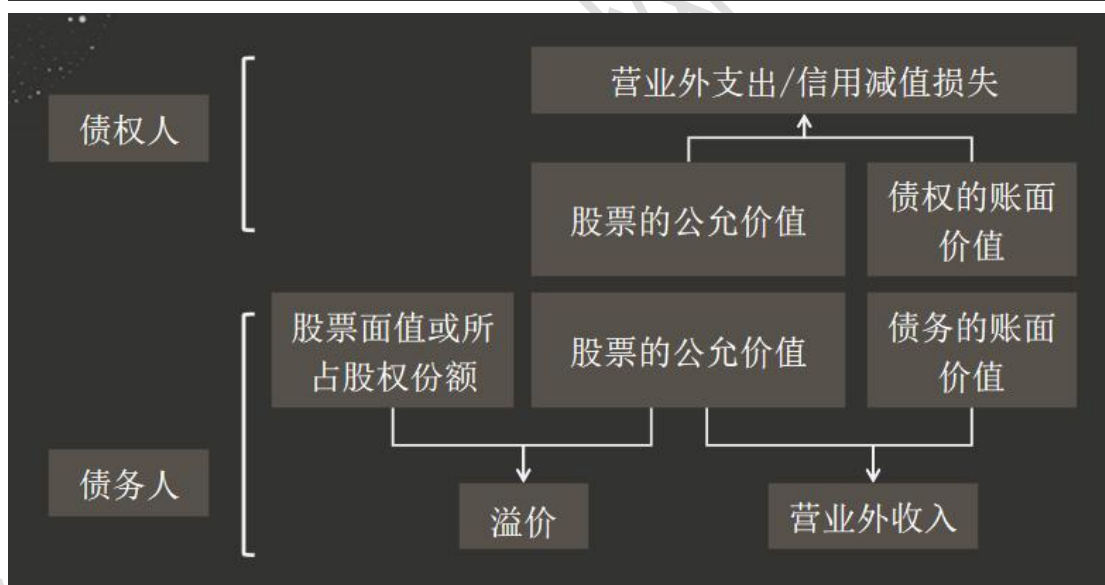 营业外支出/信用减值损失
债权人
股票的公允价值
债权的账面
价值
股票面值或所
占股权份额
股票的公允价值
债务的账面
价值
债务人
溢价
营业外收入